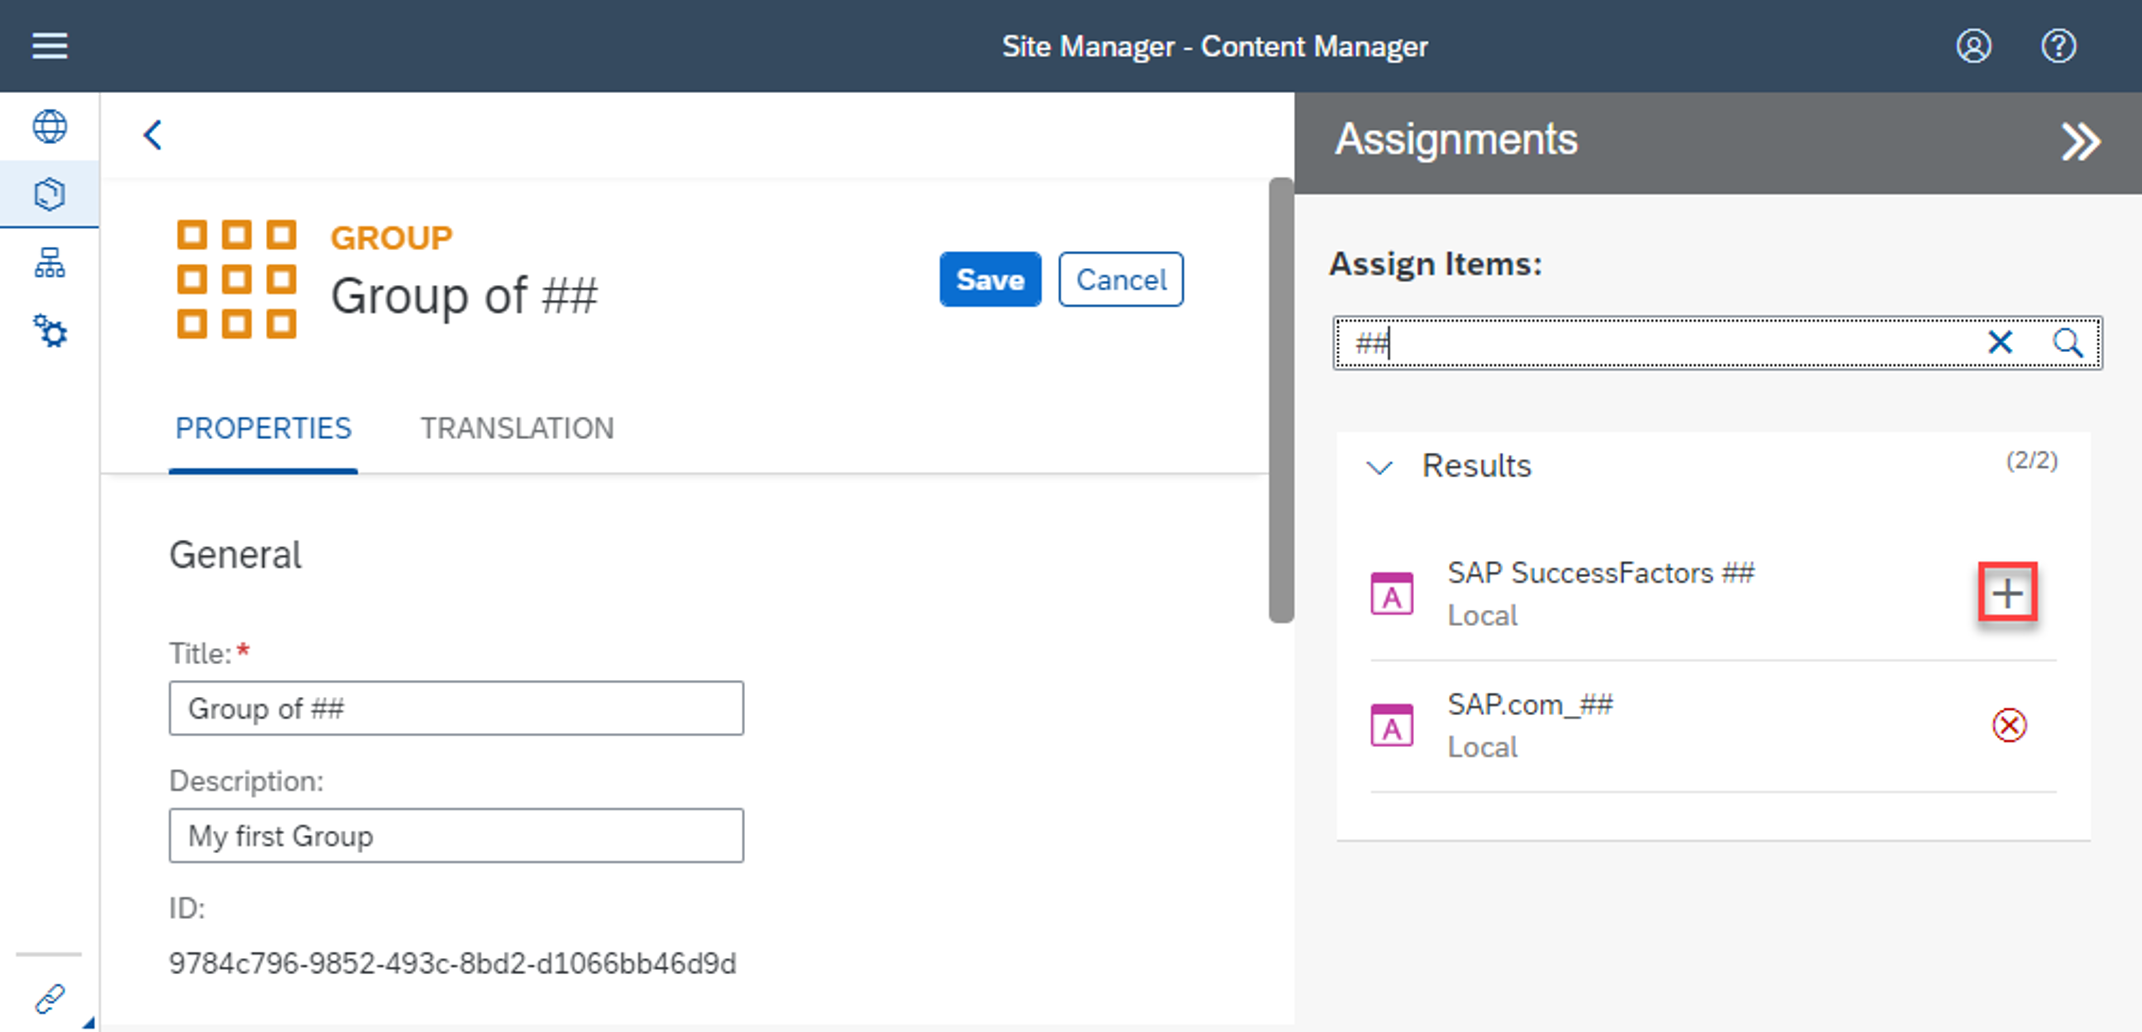 Site Manager - Content Manager
GROUP
Group of ##
Save
Cancel
PROPERTIES
TRANSLATION
General
Title:*
Group of ##
Description:
My first Group
ID:
9784c796-9852-493c-8bd2-d1066bb46d9d
Assignments
Assign Items:
##
Results
(2/2)
A
SAP SuccessFactors ##
Local
A
SAP.com_##
Local